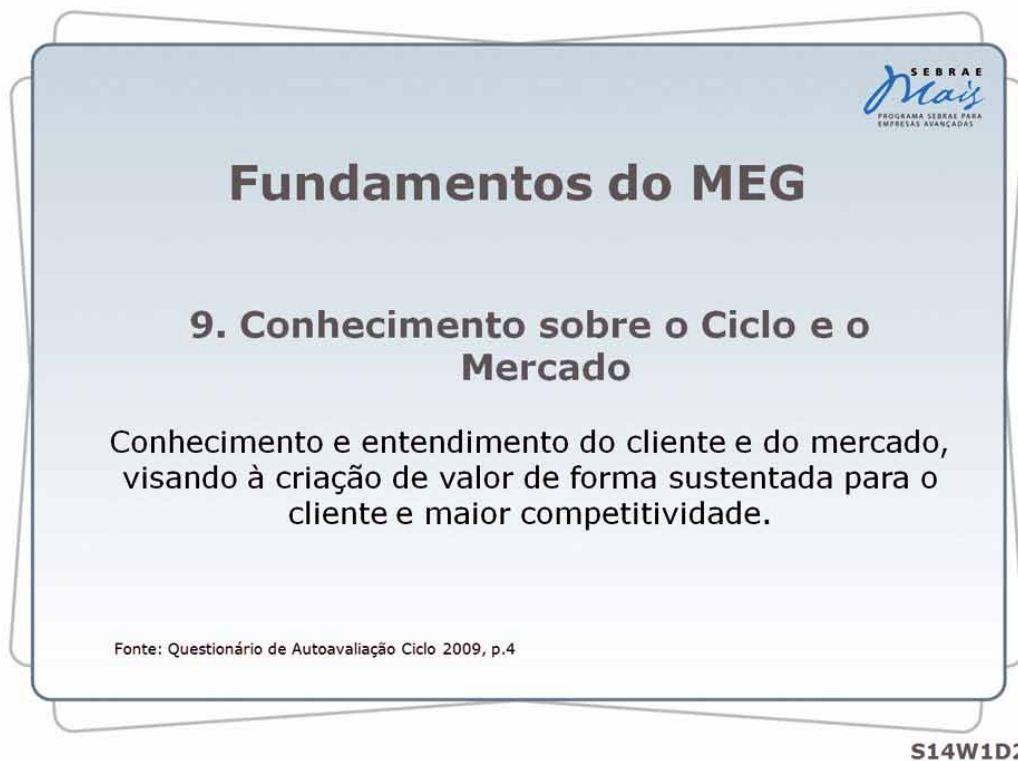 SEBRAE
Mais
PROGRAMA SEBRAE PARA
EMPRESAS AVANÇADAS
Fundamentos do MEG
9. Conhecimento sobre o Ciclo e o
Mercado
Conhecimento e entendimento do cliente e do mercado,
visando à criação de valor de forma sustentada para o
cliente e maior competitividade.
Fonte: Questionário de Autoavaliação Ciclo 2009, p.4
S14W1D2